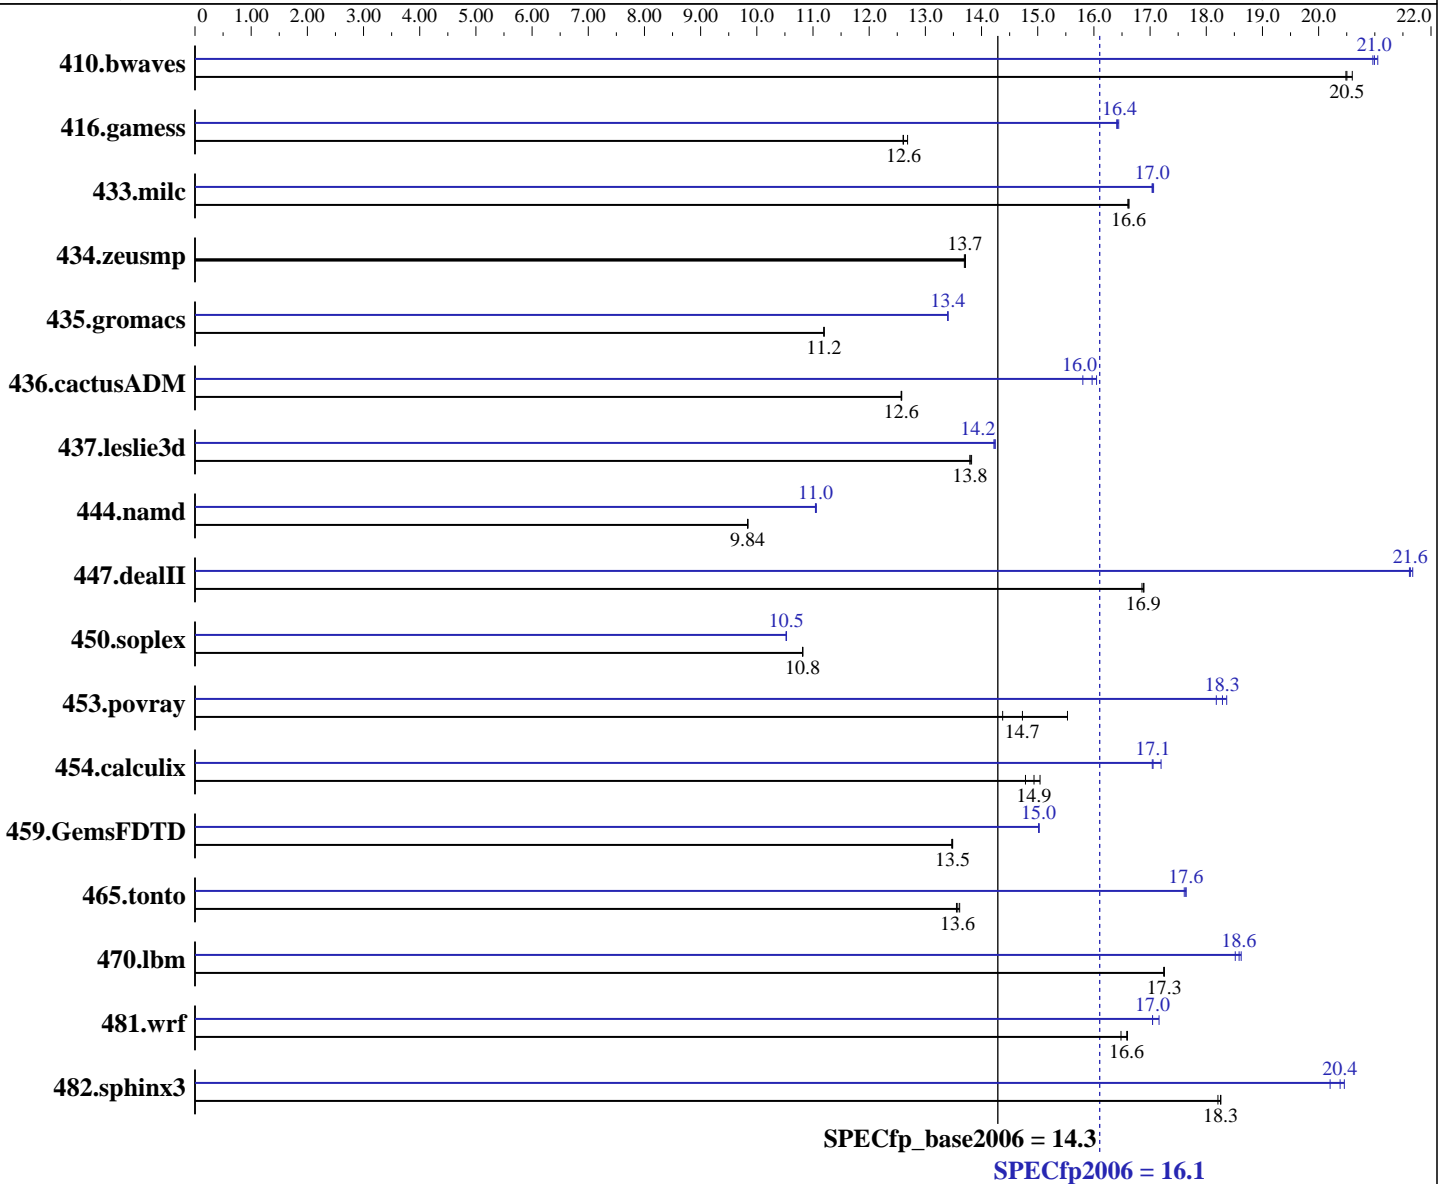 0 1.00 2.00 3.00 4.00 5.00 6.00 7.00 8.00 9.00 10.0 11.0 12.0 13.0 14.0 15.0 16.0 17.0 18.0 19.0 20.0 22.0
21.0
410.bwaves
20.5
16.4
416.gamess
12.6
17.0
433.milc
16.6
13.7
434.zeusmp
13.4
435.gromacs
11.2
16.0
436.cactusADM
12.6
14.2
437.leslie3d
13.8
11.0
444.namd
9.84
21.6
447.dealII
16.9
10.5
450.soplex
10.8
18.3
453.povray
14.7
17.1
454.calculix
14.9
15.0
459.GemsFDTD
13.5
17.6
465.tonto
13.6
18.6
470.lbm
17.3
17.0
481.wrf
16.6
20.4
482.sphinx3
18.3
SPECfp_base2006 = 14.3
SPECfp2006 = 16.1